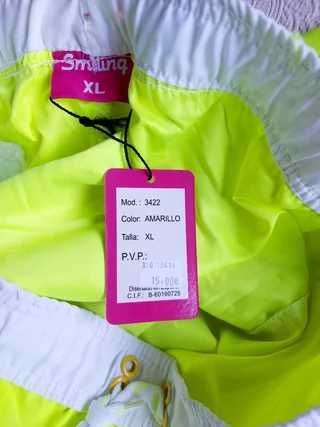 Smiling
XL
Mod.: 3422
Color: AMARILLO
Talla: XL
P.V.P.:
15.00€
C.I.F.: B-60190725